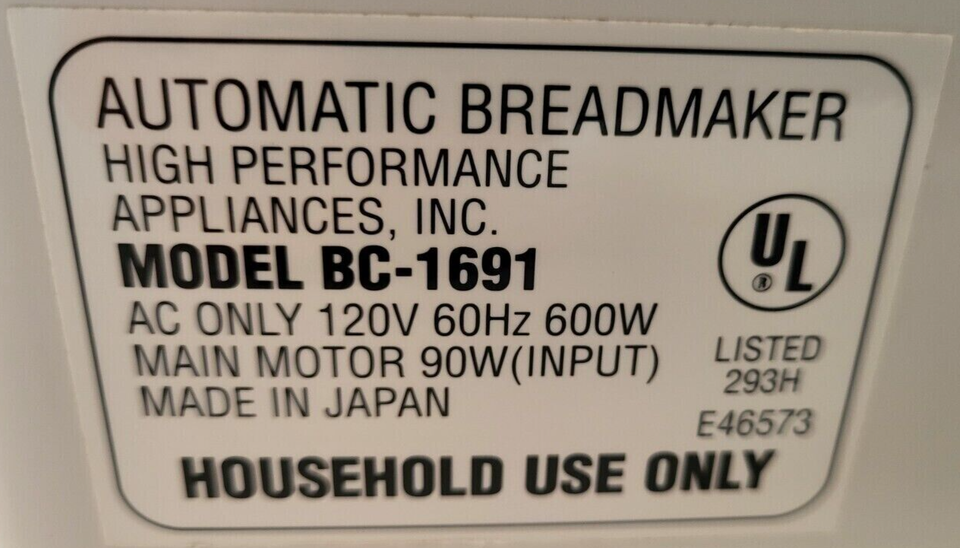 AUTOMATIC BREADMAKER
HIGH PERFORMANCE
APPLIANCES, INC.
MODEL BC-1691
AC ONLY 120V 60Hz 600W
MAIN MOTOR 90W(INPUT)
MADE IN JAPAN
UL
®
LISTED
293H
E46573
HOUSEHOLD USE ONLY